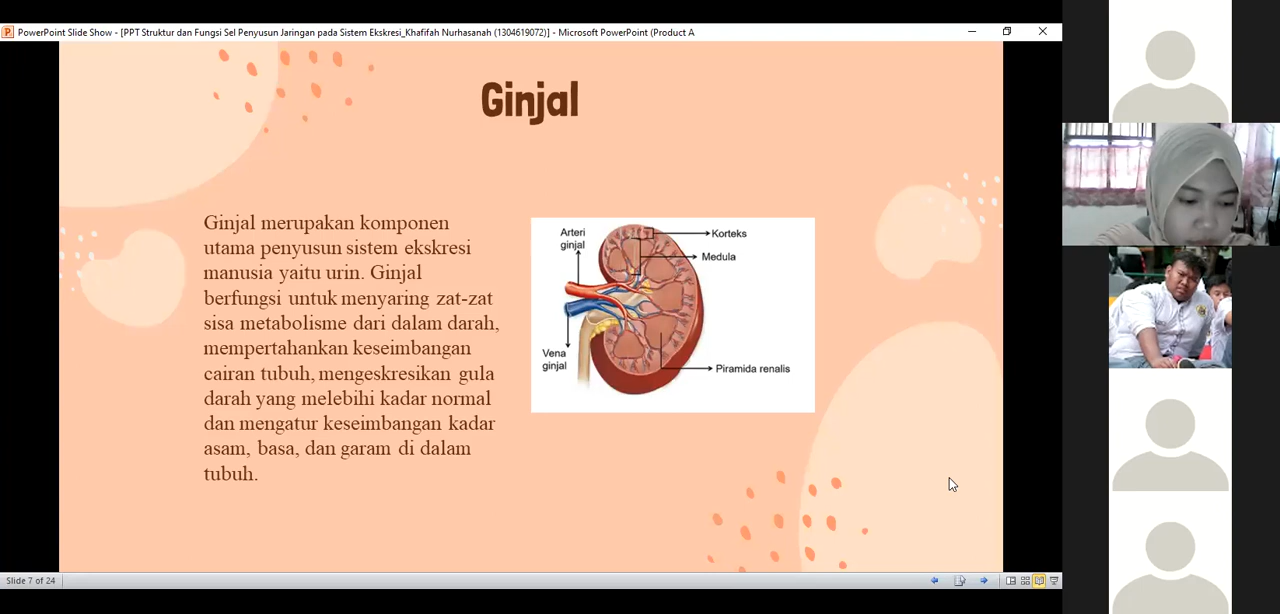 PowerPoint Slide Show - [PPT Struktur dan Fungsi Sel Penyusun Jaringan pada Sistem Ekskresi_Khafifah Nurhasanah (1304619072)] - Microsoft PowerPoint (Product A
Ginjal
Ginjal merupakan komponen
utama penyusun sistem ekskresi
manusia yaitu urin. Ginjal
berfungsi untuk menyaring zat-zat
sisa metabolisme dari dalam darah,
mempertahankan keseimbangan
cairan tubuh, mengeskresikan gula
darah yang melebihi kadar normal
dan mengatur keseimbangan kadar
asam, basa, dan garam di dalam
tubuh.
Arteri
ginjal
Korteks
Medula
Vena
ginjal
Piramida renalis
Slide 7 of 24